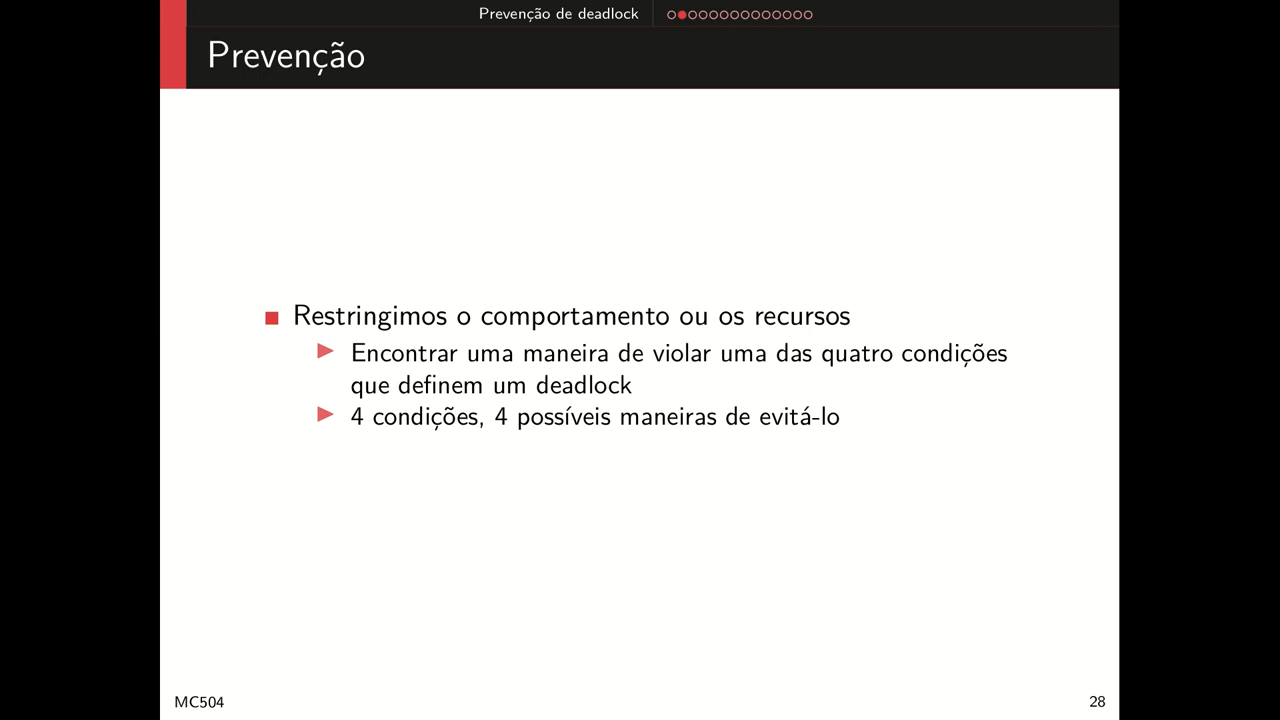 Prevenção de deadlock
Prevenção
Restringimos o comportamento ou os recursos
Encontrar uma maneira de violar uma das quatro condições
que definem um deadlock
4 condições, 4 possíveis maneiras de evitá-lo
MC504
28